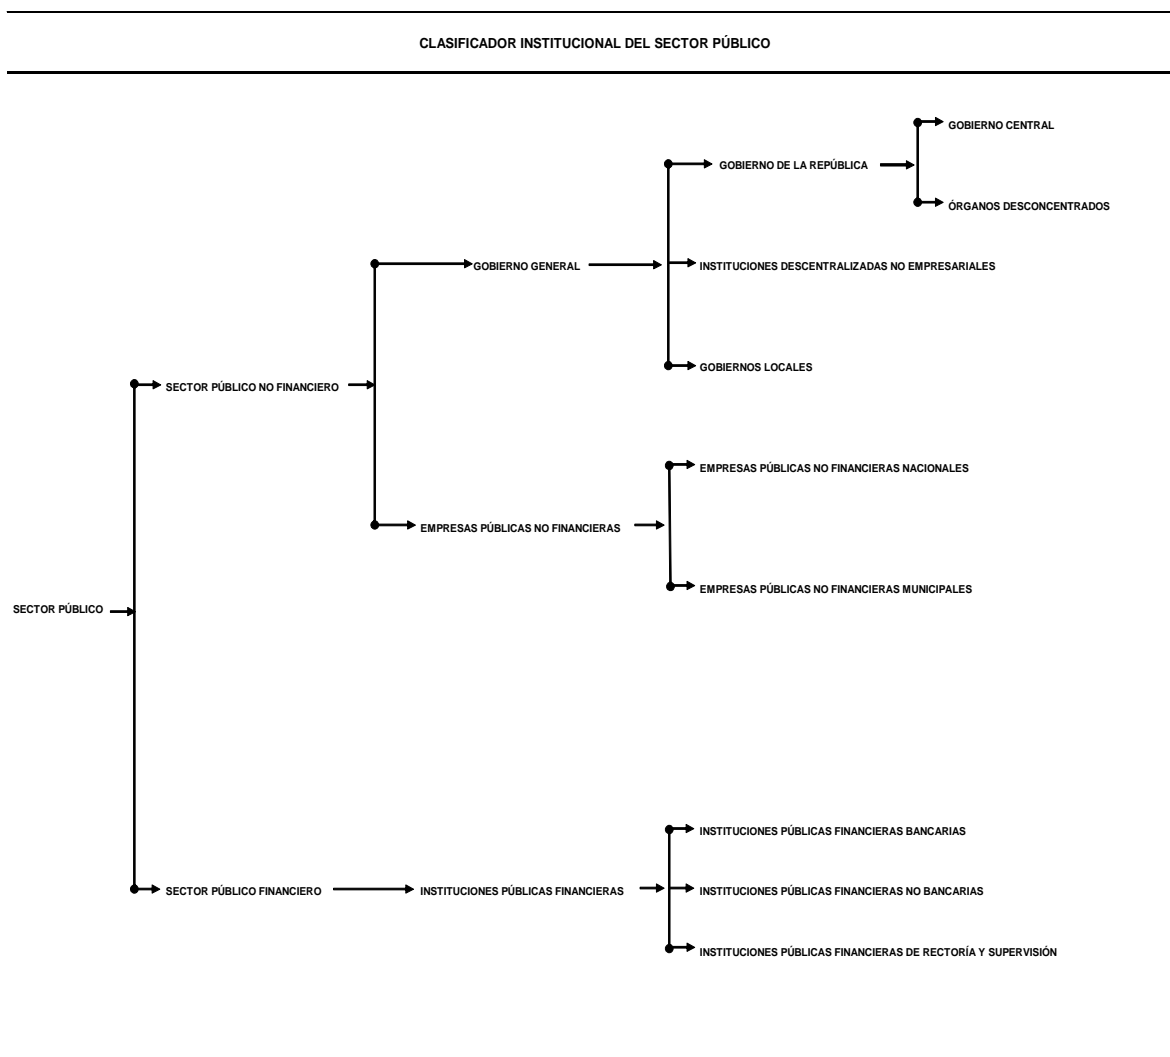 CLASIFICADOR INSTITUCIONAL DEL SECTOR PÚBLICO
GOBIERNO CENTRAL
GOBIERNO DE LA REPÚBLICA
ÓRGANOS DESCONCENTRADOS
GOBIERNO GENERAL
INSTITUCIONES DESCENTRALIZADAS NO EMPRESARIALES
GOBIERNOS LOCALES
SECTOR PÚBLICO NO FINANCIERO
EMPRESAS PÚBLICAS NO FINANCIERAS NACIONALES
EMPRESAS PÚBLICAS NO FINANCIERAS
EMPRESAS PÚBLICAS NO FINANCIERAS MUNICIPALES
SECTOR PÚBLICO
INSTITUCIONES PÚBLICAS FINANCIERAS BANCARIAS
SECTOR PÚBLICO FINANCIERO
INSTITUCIONES PÚBLICAS FINANCIERAS
INSTITUCIONES PÚBLICAS FINANCIERAS NO BANCARIAS
INSTITUCIONES PÚBLICAS FINANCIERAS DE RECTORÍA Y SUPERVISIÓN